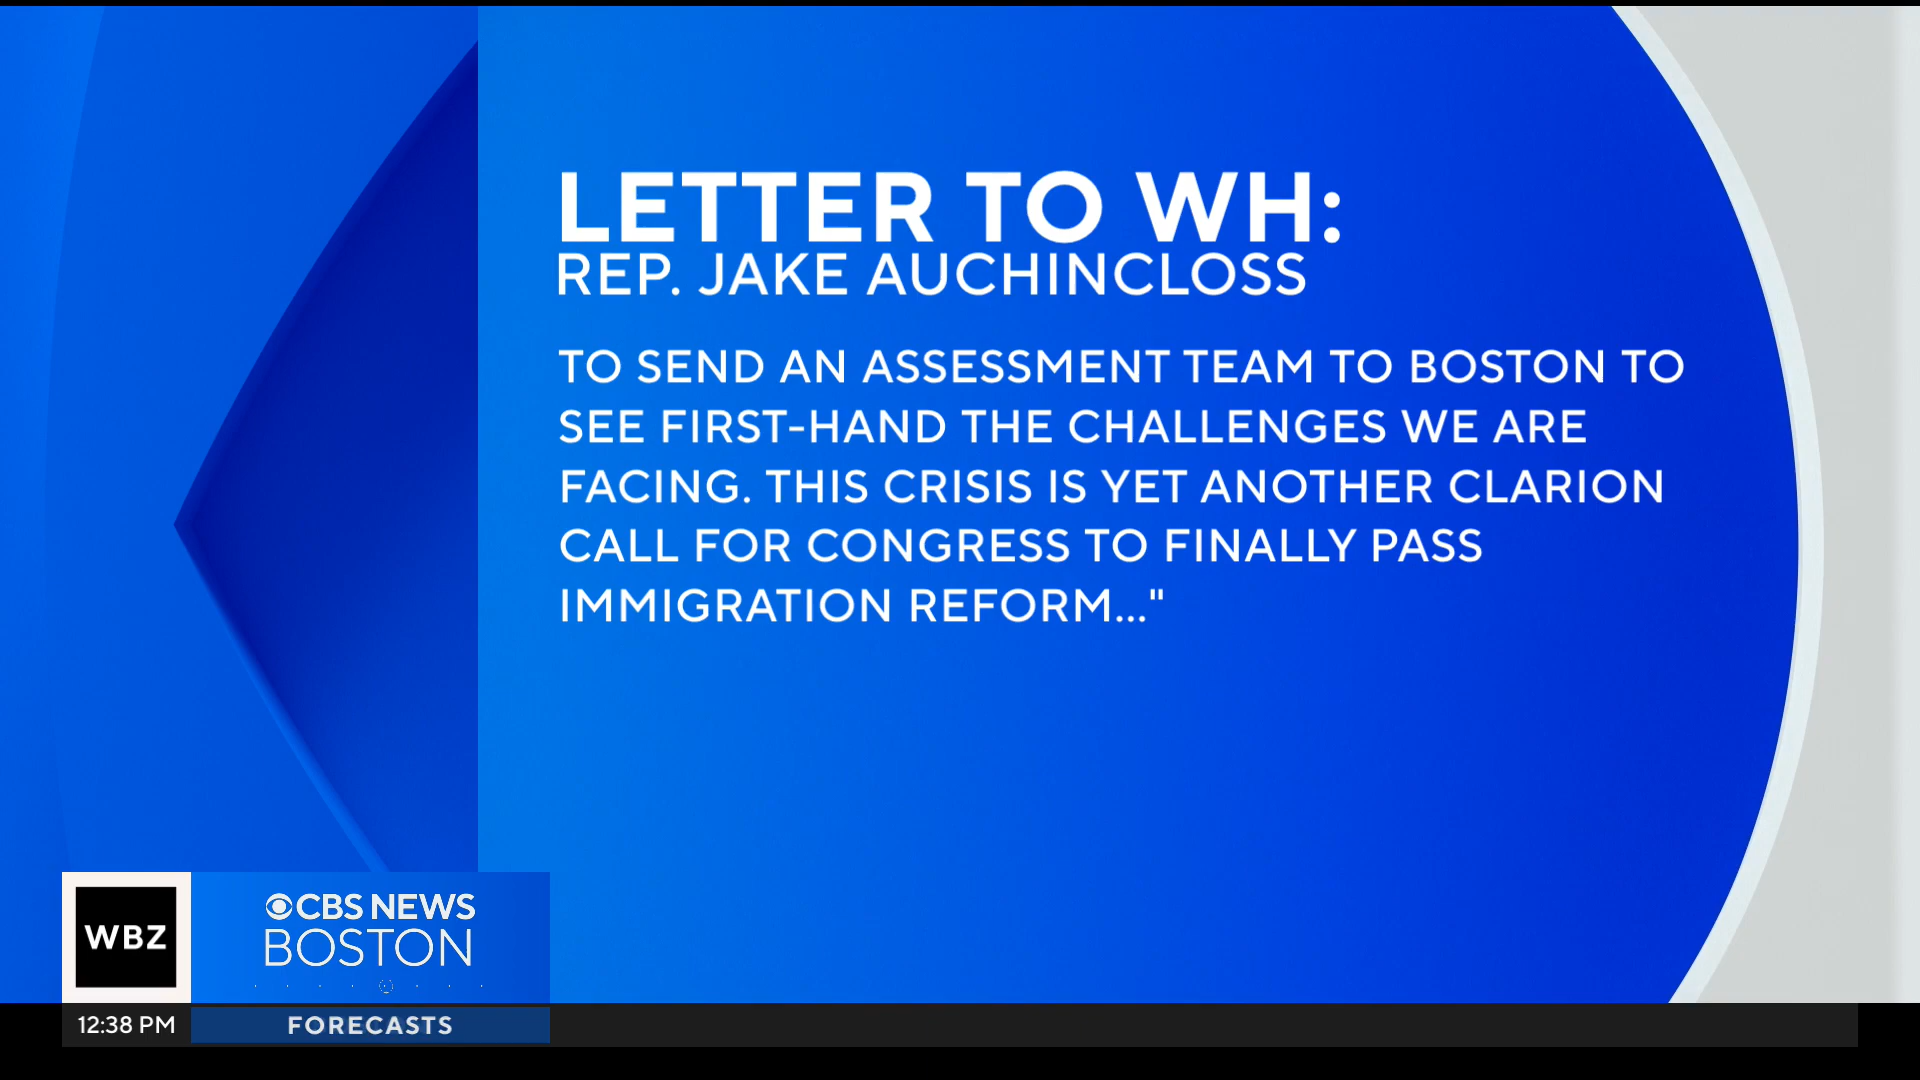 LETTER TO WH:
REP. JAKE AUCHINCLOSS
TO SEND AN ASSESSMENT TEAM TO BOSTON TO
SEE FIRST-HAND THE CHALLENGES WE ARE
FACING. THIS CRISIS IS YET ANOTHER CLARION
CALL FOR CONGRESS TO FINALLY PASS
IMMIGRATION REFORM..."
WBZ
CBS NEWS
BOSTON
12:38 PM
FORECASTS